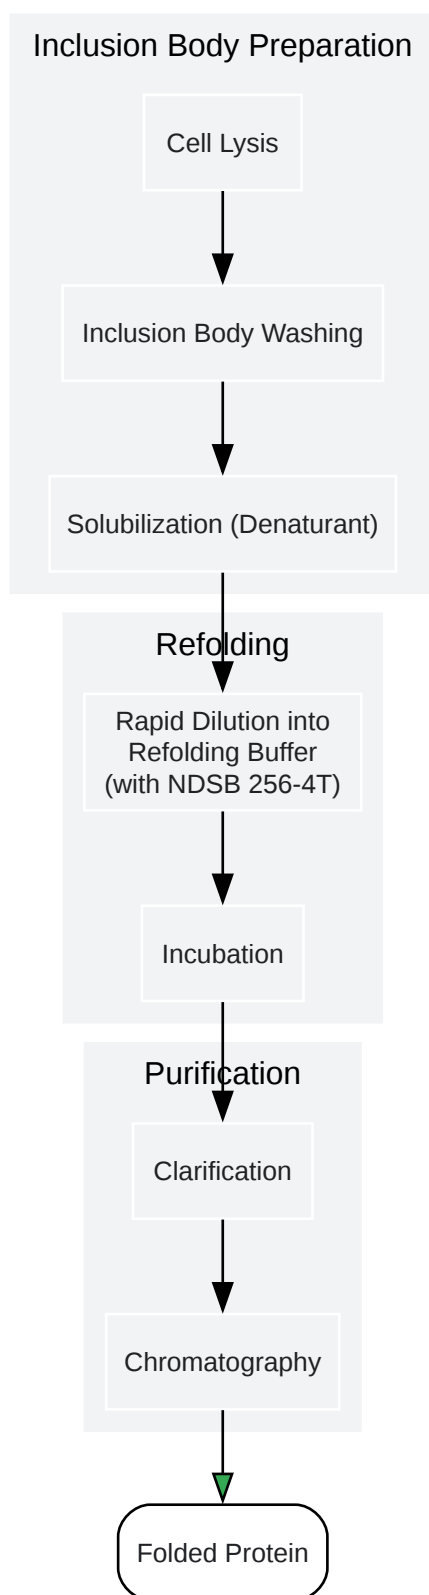 Inclusion Body Preparation
Cell Lysis
Inclusion Body Washing
Solubilization (Denaturant)
Refolding
Rapid Dilution into
Refolding Buffer
(with NDSB 256-4T)
Incubation
Purification
Clarification
Chromatography
Folded Protein